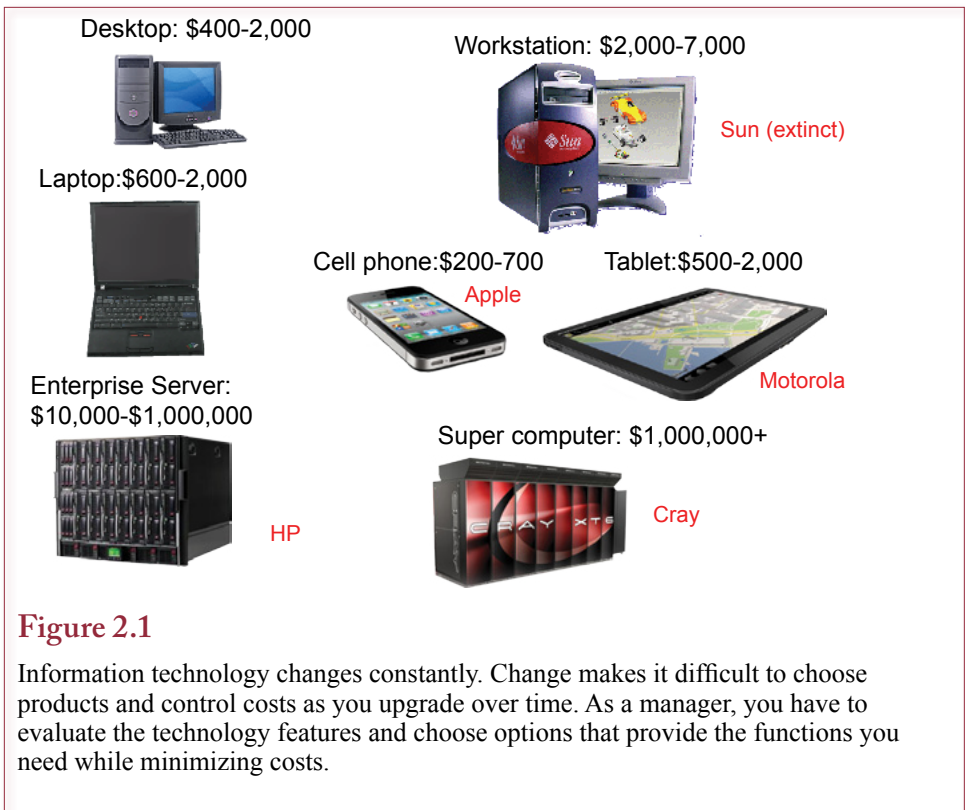 Desktop: $400-2,000
Workstation: $2,000-7,000
Sun
Sun (extinct)
Laptop:$600-2,000
Cell phone:$200-700
Tablet:$500-2,000
Apple
Motorola
Enterprise Server:
$10,000-$1,000,000
HP
Super computer: $1,000,000+
CRAY XT6
Cray
Figure 2.1
Information technology changes constantly. Change makes it difficult to choose
products and control costs as you upgrade over time. As a manager, you have to
evaluate the technology features and choose options that provide the functions you
need while minimizing costs.